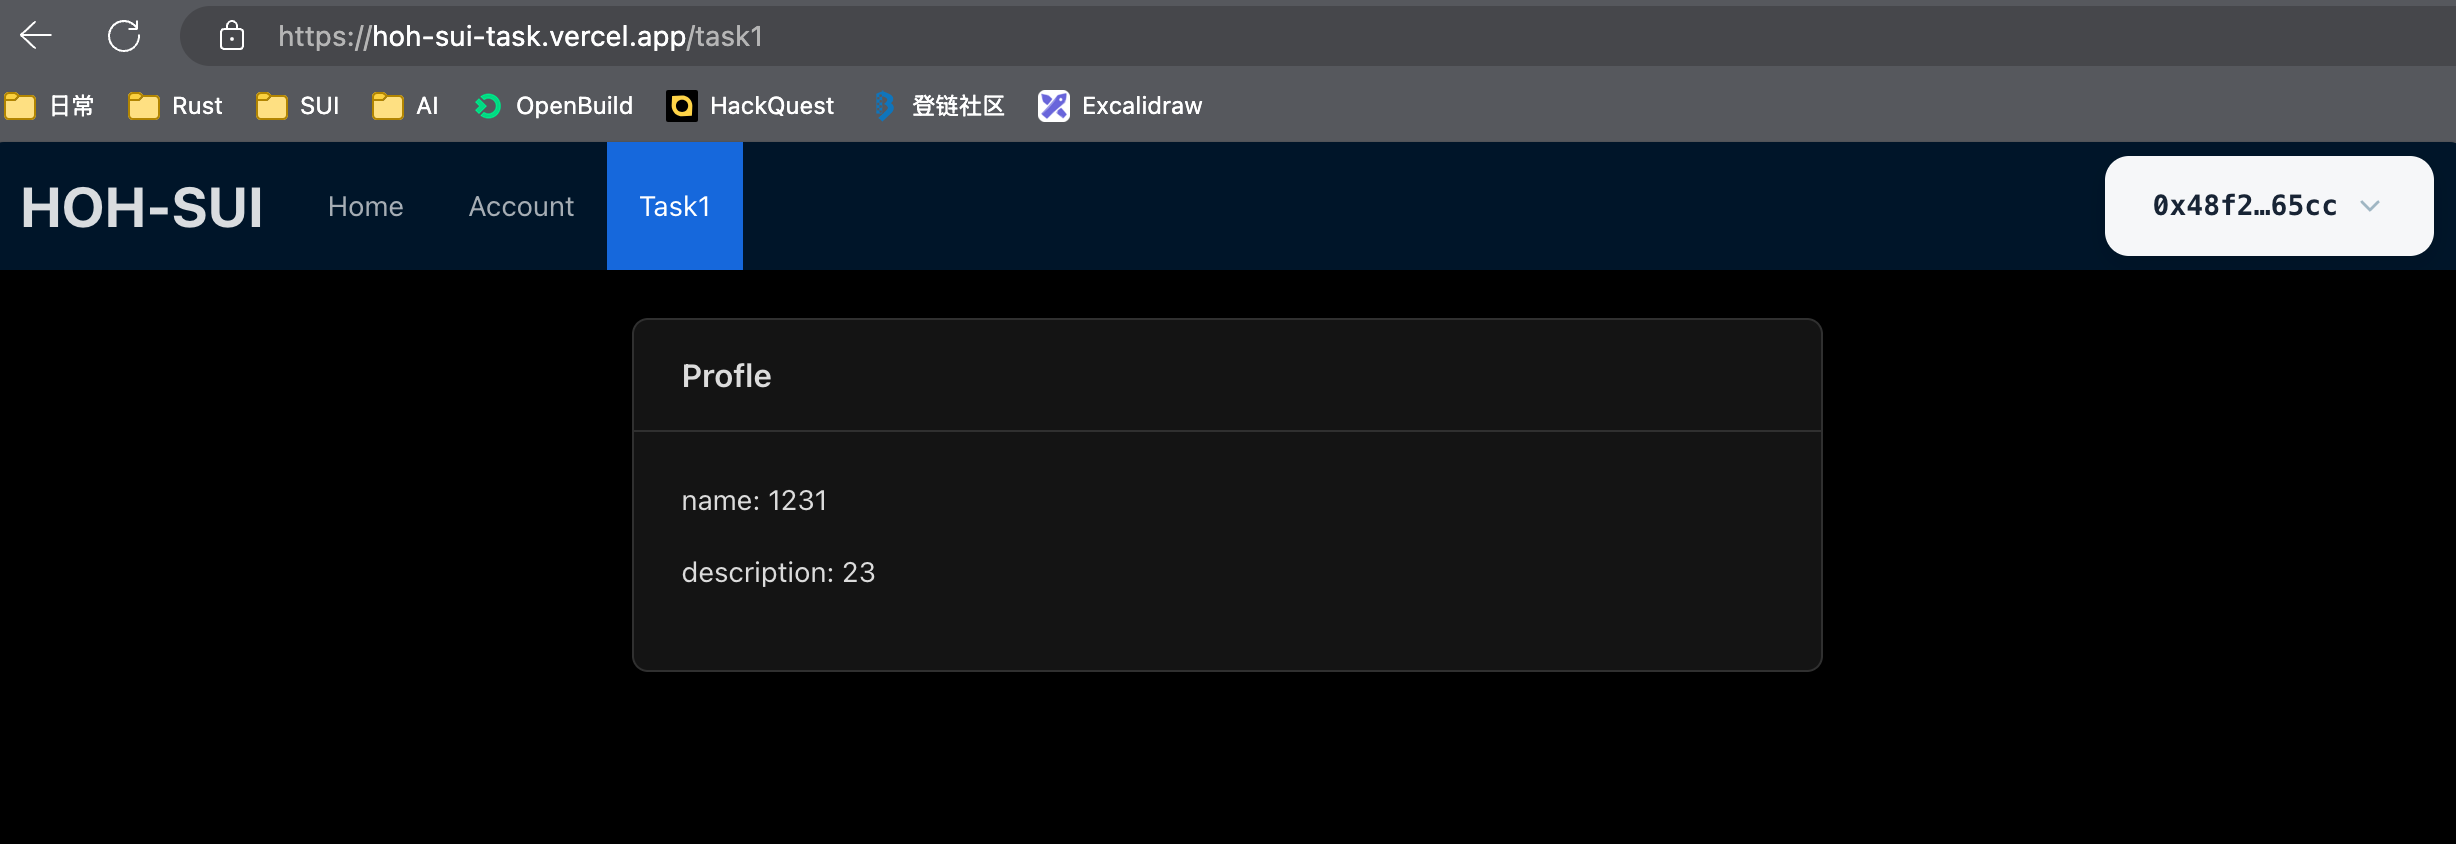 https://hoh-sui-task.vercel.app/task1
日常 Rust SUI AI OpenBuild HackQuest 登链社区 Excalidraw
HOH-SUI Home Account Task1 0x48f2…65cc
Profle
name: 1231
description: 23